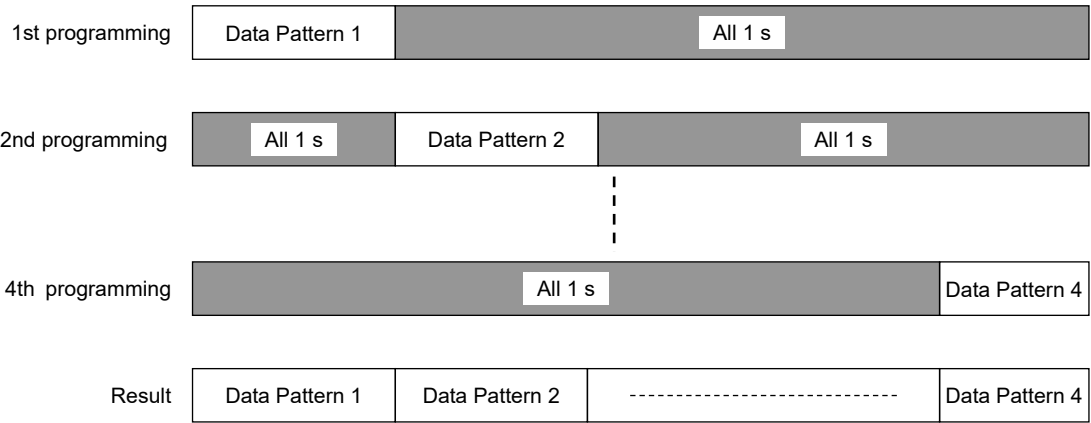 1st programming Data Pattern 1 All 1 s
2nd programming All 1 s Data Pattern 2 All 1 s
4th programming All 1 s Data Pattern 4
Result Data Pattern 1 Data Pattern 2 Data Pattern 4